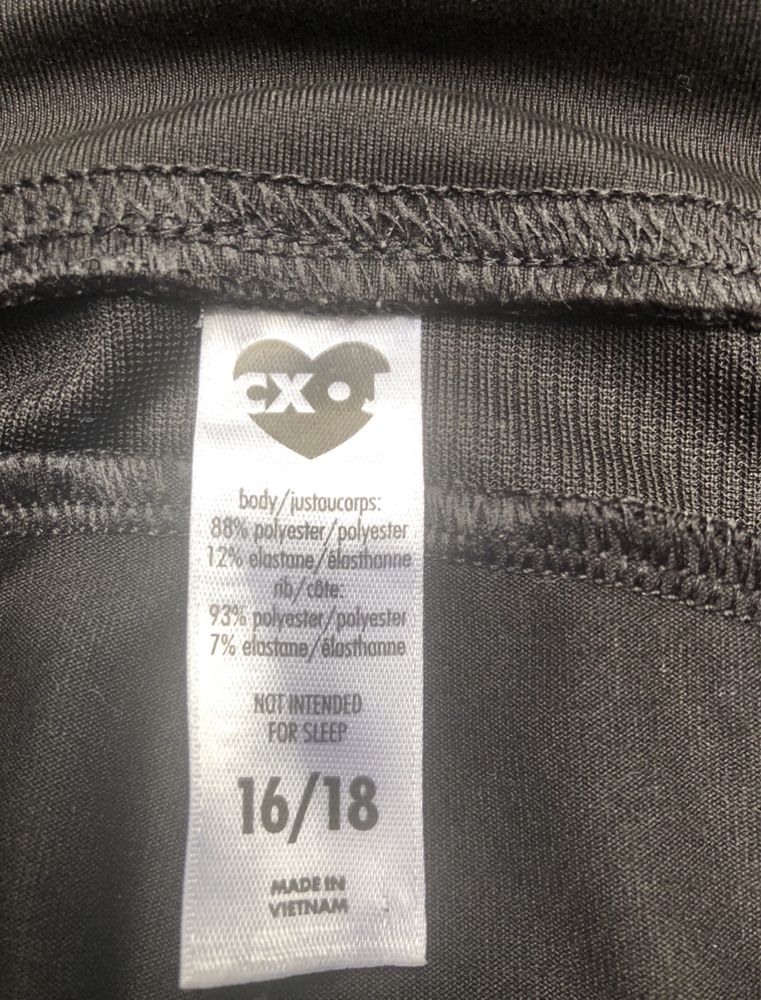 CXOJ
body/justaucorps:
88% polyester/polyester
12% elastane/élasthanne
rib/côte:
93% polyester/polyester
7% elastane/élasthanne
NOT INTENDED
FOR SLEEP
16/18
MADE IN
VIETNAM